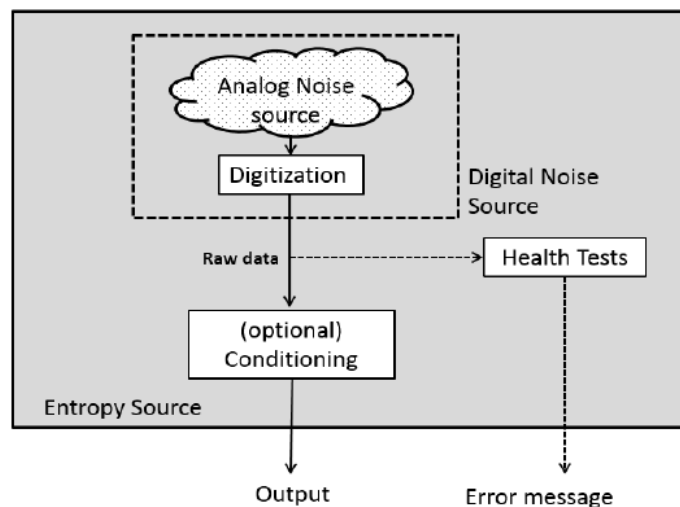 Analog Noise
source
Digitization
Digital Noise
Source
Raw data
Health Tests
(optional)
Conditioning
Entropy Source
Output
Error message